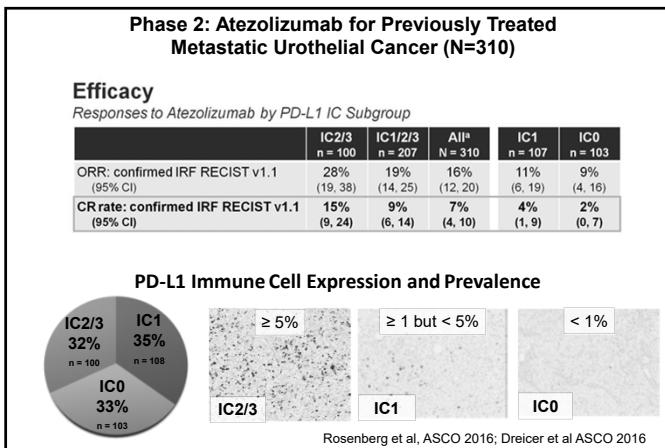 Phase 2: Atezolizumab for Previously Treated
Metastatic Urothelial Cancer (N=310)
Efficacy
Responses to Atezolizumab by PD-L1 IC Subgroup
IC2/3 IC1/2/3 Allª IC1 IC0
n = 100 n = 207 N = 310 n = 107 n = 103
ORR: confirmed IRF RECIST v1.1 28% 19% 16% 11% 9%
(95% CI) (19, 38) (14, 25) (12, 20) (6, 19) (4, 16)
CR rate: confirmed IRF RECIST v1.1 15% 9% 7% 4% 2%
(95% CI) (9, 24) (6, 14) (4, 10) (1, 9) (0, 7)
PD-L1 Immune Cell Expression and Prevalence
IC2/3
32%
n = 100
IC1
35%
n = 108
IC0
33%
n = 103
≥ 5%
IC2/3
≥ 1 but < 5%
IC1
< 1%
IC0
Rosenberg et al, ASCO 2016; Dreicer et al ASCO 2016